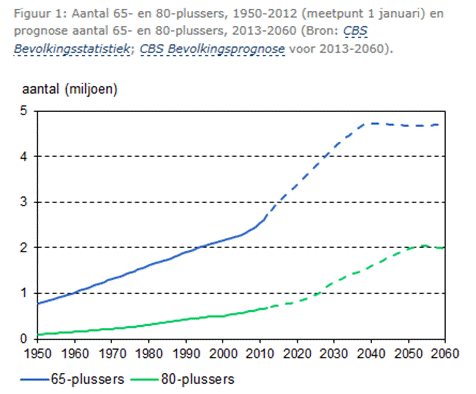 Figuur 1: Aantal 65- en 80-plussers, 1950-2012 (meetpunt 1 januari) en
prognose aantal 65- en 80-plussers, 2013-2060 (Bron: CBS
Bevolkingsstatistiek; CBS Bevolkingsprognose voor 2013-2060).
aantal (miljoen)
5
4
3
2
1
0
1950 1960 1970 1980 1990 2000 2010 2020 2030 2040 2050 2060
65-plussers 80-plussers